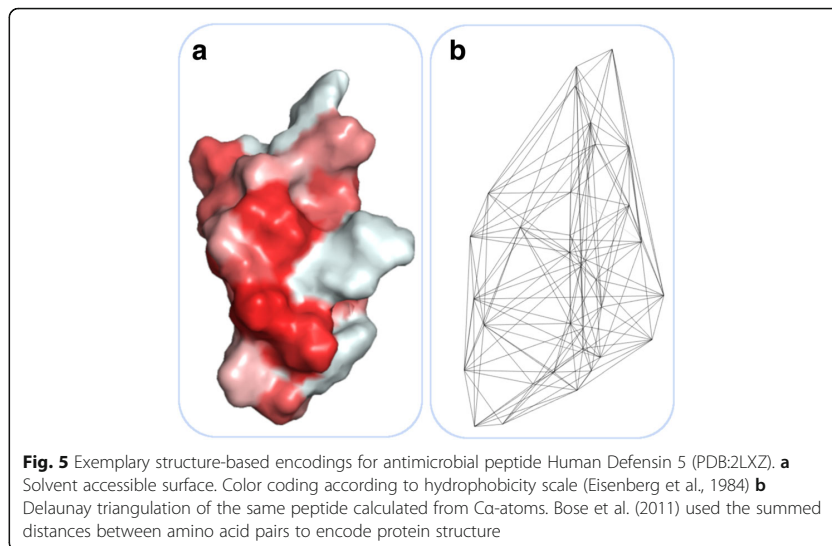 a
b
Fig. 5 Exemplary structure-based encodings for antimicrobial peptide Human Defensin 5 (PDB:2LXZ). a
Solvent accessible surface. Color coding according to hydrophobicity scale (Eisenberg et al., 1984) b
Delaunay triangulation of the same peptide calculated from Cα-atoms. Bose et al. (2011) used the summed
distances between amino acid pairs to encode protein structure